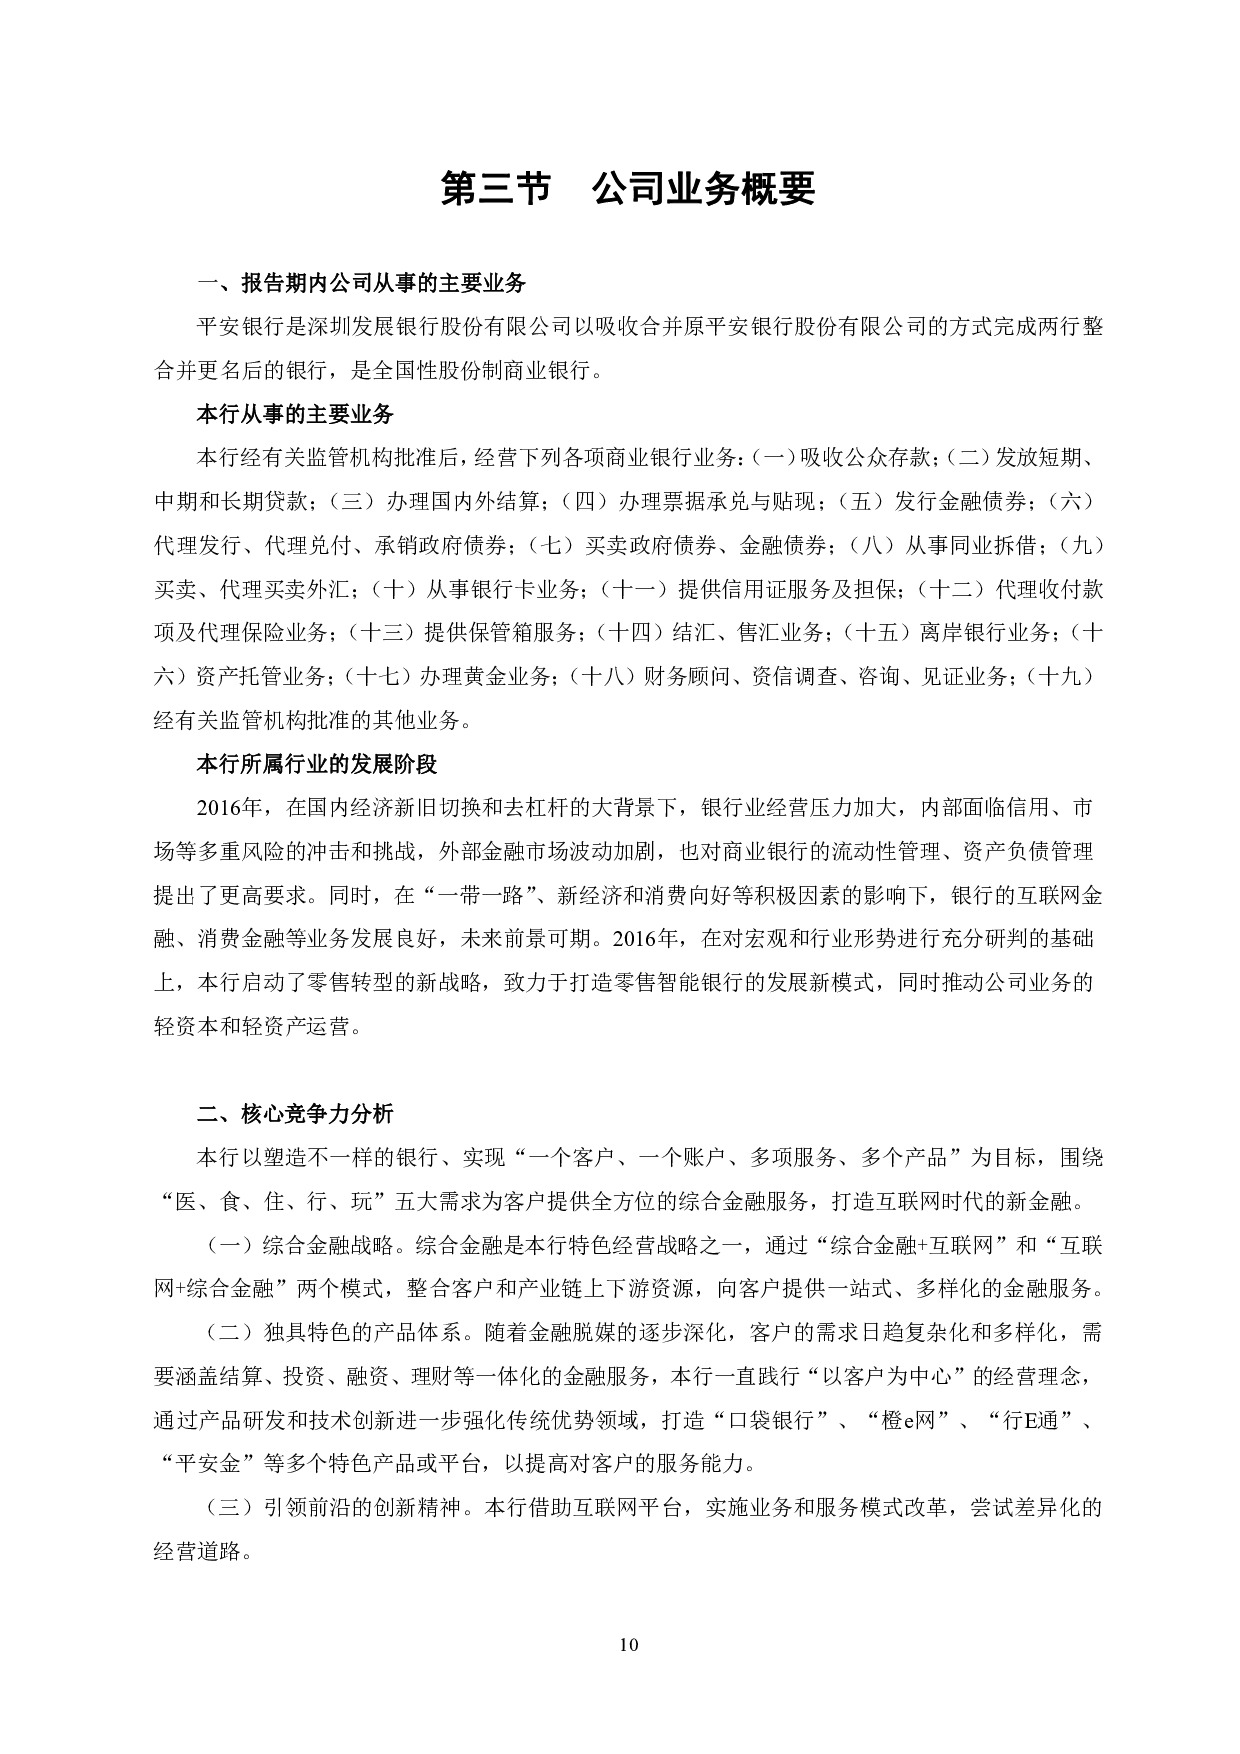 第三节 公司业务概要
一、报告期内公司从事的主要业务
平安银行是深圳发展银行股份有限公司以吸收合并原平安银行股份有限公司的方式完成两行整
合并更名后的银行，是全国性股份制商业银行。
本行从事的主要业务
本行经有关监管机构批准后，经营下列各项商业银行业务：（一）吸收公众存款；（二）发放短期、
中期和长期贷款；（三）办理国内外结算；（四）办理票据承兑与贴现；（五）发行金融债券；（六）
代理发行、代理兑付、承销政府债券；（七）买卖政府债券、金融债券；（八）从事同业拆借；（九）
买卖、代理买卖外汇；（十）从事银行卡业务；（十一）提供信用证服务及担保；（十二）代理收付款
项及代理保险业务；（十三）提供保管箱服务；（十四）结汇、售汇业务；（十五）离岸银行业务；（十
六）资产托管业务；（十七）办理黄金业务；（十八）财务顾问、资信调查、咨询、见证业务；（十九）
经有关监管机构批准的其他业务。
本行所属行业的发展阶段
2016年，在国内经济新旧切换和去杠杆的大背景下，银行业经营压力加大，内部面临信用、市
场等多重风险的冲击和挑战，外部金融市场波动加剧，也对商业银行的流动性管理、资产负债管理
提出了更高要求。同时，在“一带一路”、新经济和消费向好等积极因素的影响下，银行的互联网金
融、消费金融等业务发展良好，未来前景可期。2016年，在对宏观和行业形势进行充分研判的基础
上，本行启动了零售转型的新战略，致力于打造零售智能银行的发展新模式，同时推动公司业务的
轻资本和轻资产运营。
二、核心竞争力分析
本行以塑造不一样的银行、实现“一个客户、一个账户、多项服务、多个产品”为目标，围绕
“医、食、住、行、玩”五大需求为客户提供全方位的综合金融服务，打造互联网时代的新金融。
（一）综合金融战略。综合金融是本行特色经营战略之一，通过“综合金融+互联网”和“互联
网+综合金融”两个模式，整合客户和产业链上下游资源，向客户提供一站式、多样化的金融服务。
（二）独具特色的产品体系。随着金融脱媒的逐步深化，客户的需求日趋复杂化和多样化，需
要涵盖结算、投资、融资、理财等一体化的金融服务，本行一直践行“以客户为中心”的经营理念，
通过产品研发和技术创新进一步强化传统优势领域，打造“口袋银行”、“橙e网”、“行E通”、
“平安金”等多个特色产品或平台，以提高对客户的服务能力。
（三）引领前沿的创新精神。本行借助互联网平台，实施业务和服务模式改革，尝试差异化的
经营道路。
10